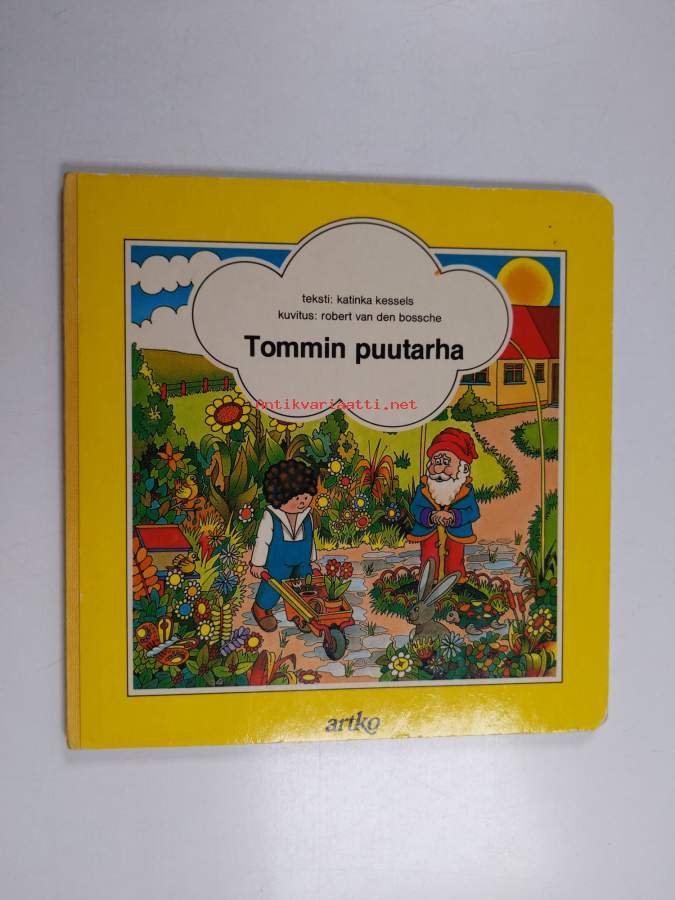 teksti: katinka kessels
kuvitus: robert van den bossche
Tommin puutarha
Antikvariaatti.net
artko